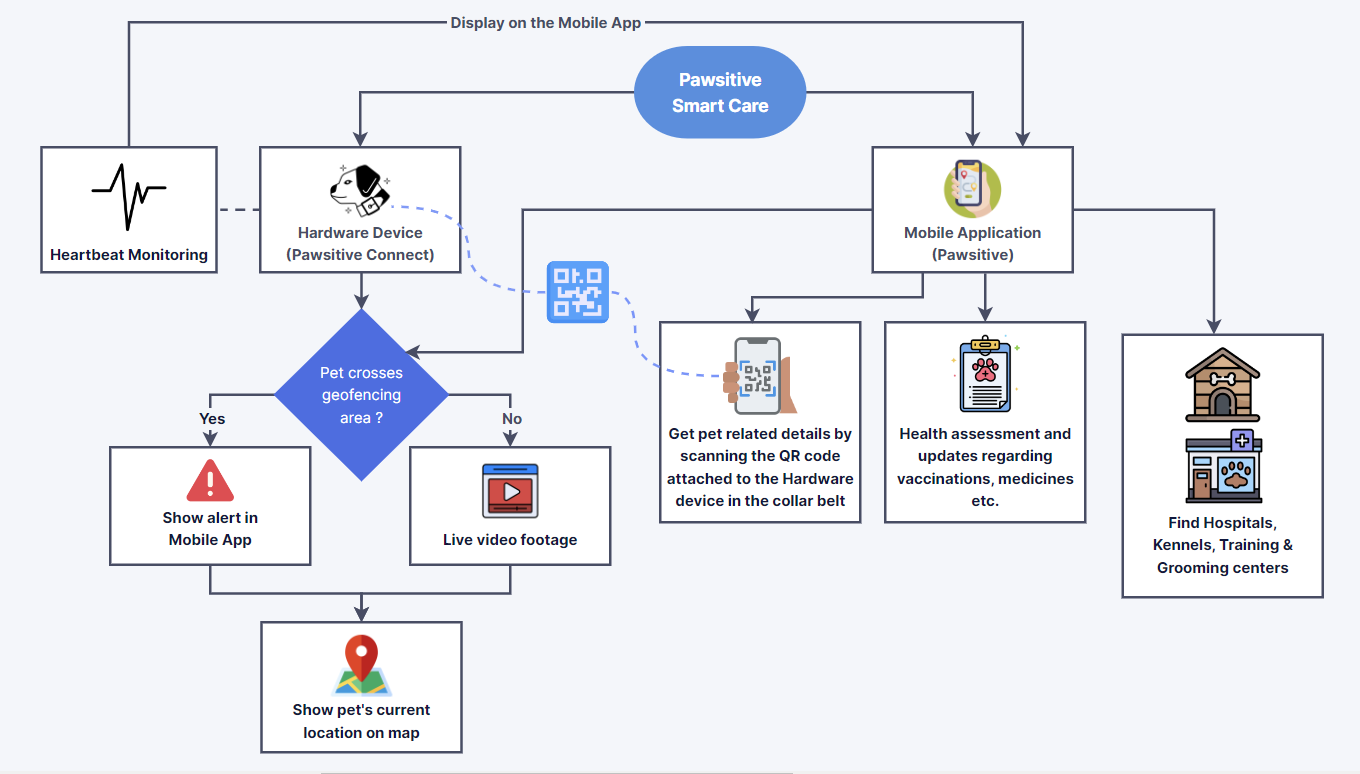 Display on the Mobile App
Pawsitive
Smart Care
Heartbeat Monitoring
Hardware Device
(Pawsitive Connect)
Mobile Application
(Pawsitive)
Pet crosses
geofencing
area ?
Yes
No
Show alert in
Mobile App
Live video footage
Get pet related details by
scanning the QR code
attached to the Hardware
device in the collar belt
Health assessment and
updates regarding
vaccinations, medicines
etc.
Find Hospitals,
Kennels, Training &
Grooming centers
Show pet's current
location on map